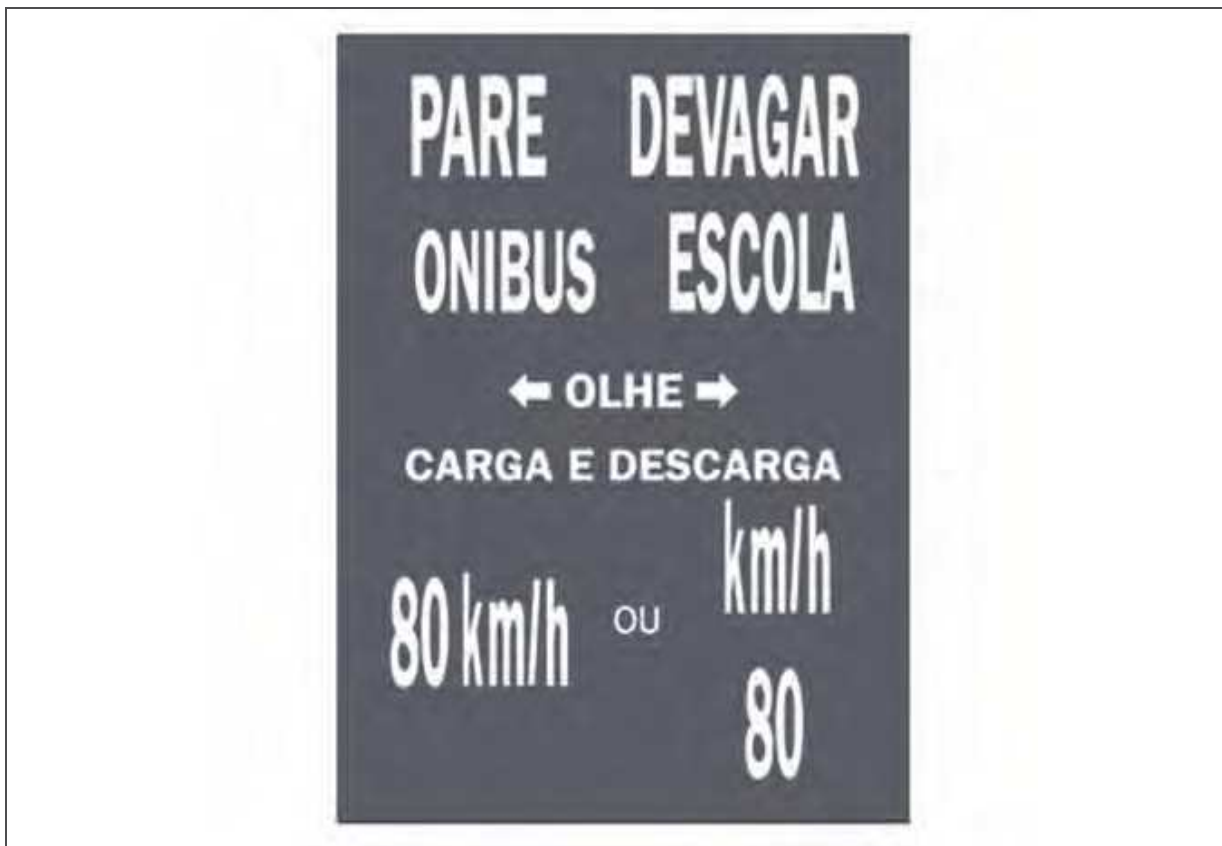 PARE DEVAGAR
ONIBUS ESCOLA
← OLHE →
CARGA E DESCARGA
km/h
80 km/h OU
80